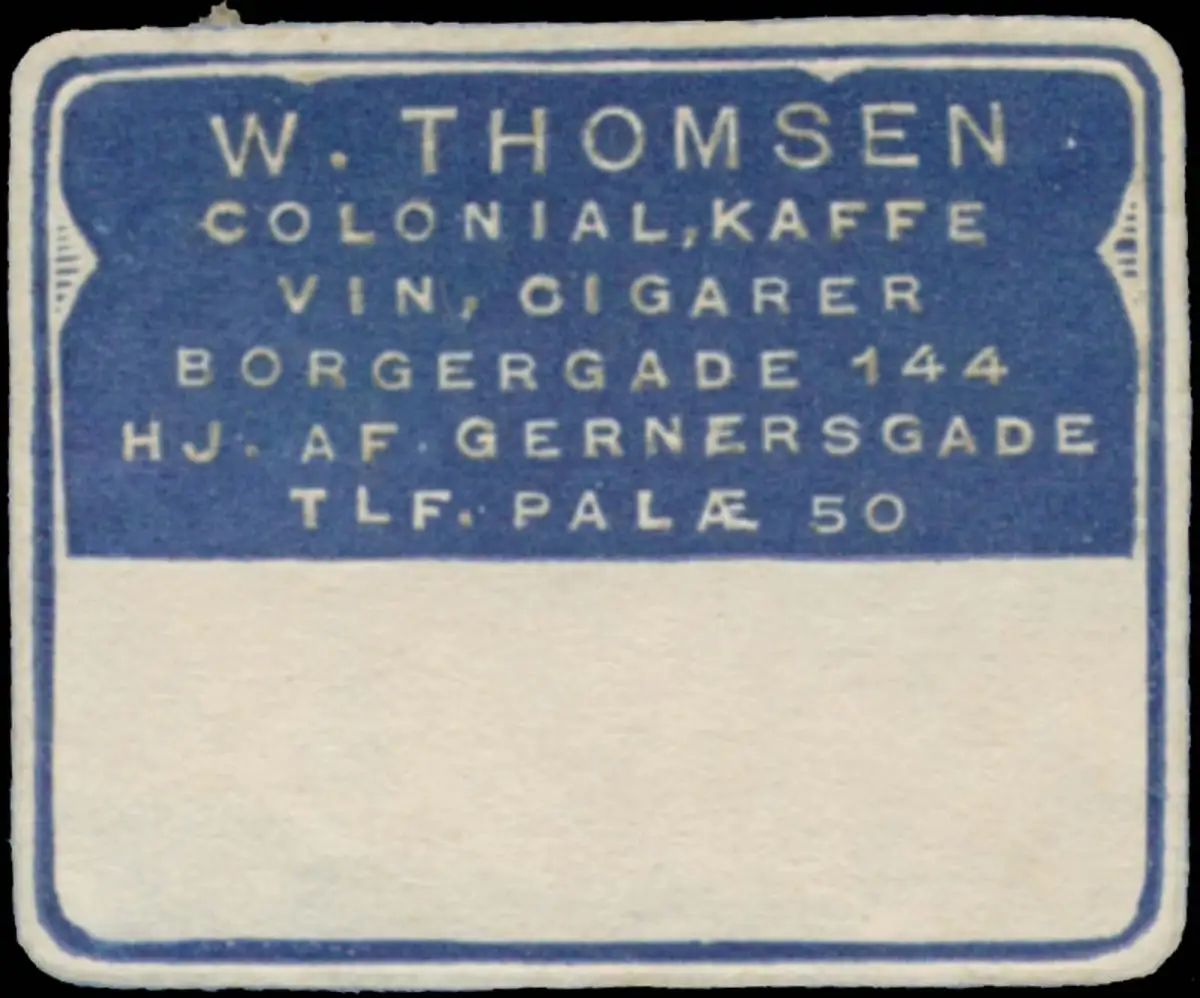 W. THOMSEN
COLONIAL, KAFFE
VIN, CIGARER
BORGERGADE 144
HJ. AF GERNERSGADE
TLF. PALÆ 50